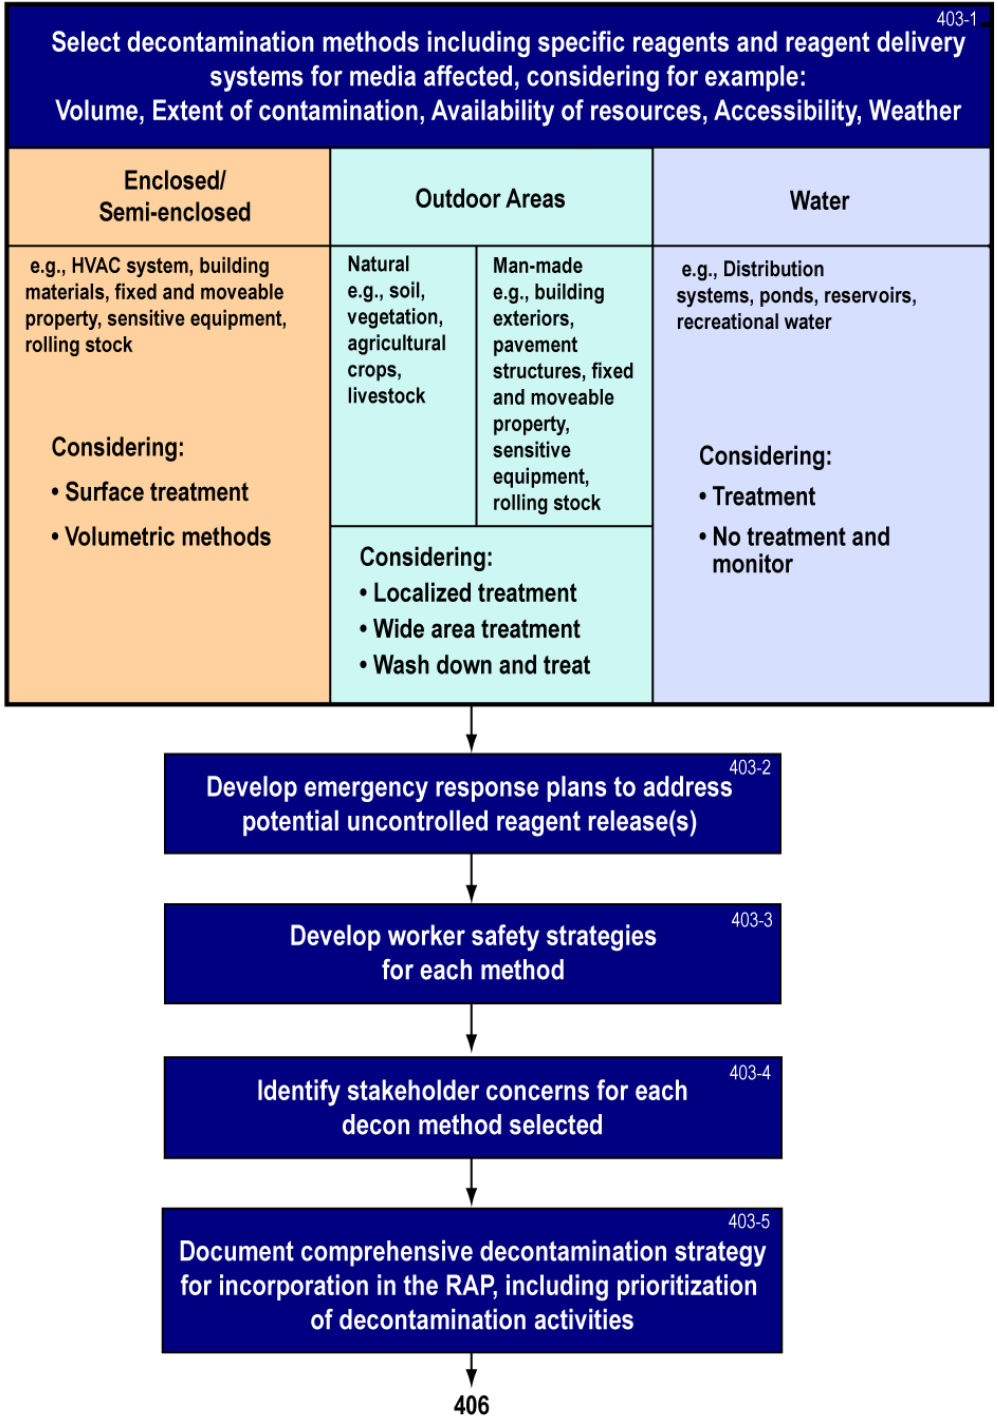 403-1
Select decontamination methods including specific reagents and reagent delivery
systems for media affected, considering for example:
Volume, Extent of contamination, Availability of resources, Accessibility, Weather
Enclosed/
Semi-enclosed
e.g., HVAC system, building
materials, fixed and moveable
property, sensitive equipment,
rolling stock
Considering:
• Surface treatment
• Volumetric methods
Outdoor Areas
Natural
e.g., soil,
vegetation,
agricultural
crops,
livestock
Man-made
e.g., building
exteriors,
pavement
structures, fixed
and moveable
property,
sensitive
equipment,
rolling stock
Considering:
• Localized treatment
• Wide area treatment
• Wash down and treat
Water
e.g., Distribution
systems, ponds, reservoirs,
recreational water
Considering:
• Treatment
• No treatment and
monitor
403-2
Develop emergency response plans to address
potential uncontrolled reagent release(s)
403-3
Develop worker safety strategies
for each method
403-4
Identify stakeholder concerns for each
decon method selected
403-5
Document comprehensive decontamination strategy
for incorporation in the RAP, including prioritization
of decontamination activities
406